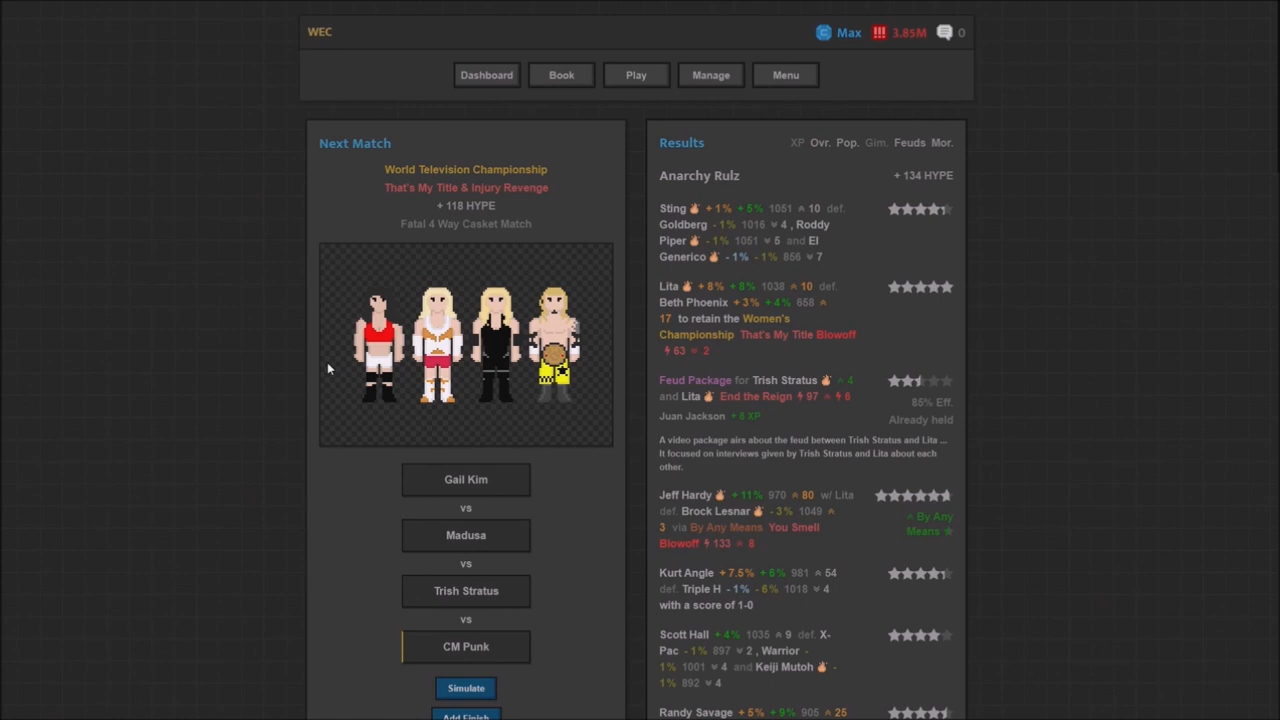 WEC
Max
3.85M
0
Dashboard
Book
Play
Manage
Menu
Next Match
World Television Championship
That's My Title & Injury Revenge
+ 118 HYPE
Fatal 4 Way Casket Match
Gail Kim
vs
Madusa
vs
Trish Stratus
vs
CM Punk
Simulate
Add Finish
Results
XP Ovr. Pop. Gim. Feuds Mor.
Anarchy Rulz + 134 HYPE
Sting + 1% + 5% 1051 10 def.
Goldberg - 1% 1016 4 , Roddy
Piper - 1% 1051 5 and El
Generico - 1% - 1% 856 7
Lita + 8% + 8% 1038 10 def.
Beth Phoenix + 3% + 4% 658
17 to retain the Women's
Championship That's My Title Blowoff
63 2
Feud Package for Trish Stratus 4
and Lita End the Reign 97 6
85% Eff.
Juan Jackson + 8 XP
Already held
A video package airs about the feud between Trish Stratus and Lita ...
It focused on interviews given by Trish Stratus and Lita about each
other.
Jeff Hardy + 11% 970 80 w/ Lita
def. Brock Lesnar - 3% 1049
3 via By Any Means You Smell
Blowoff 133 8
By Any
Means
Kurt Angle + 7.5% + 6% 981 54
def. Triple H - 1% - 6% 1018 4
with a score of 1-0
Scott Hall + 4% 1035 9 def. X-
Pac - 1% 897 2 , Warrior -
1% 1001 4 and Keiji Mutoh -
1% 892 4
Randy Savage + 5% + 9% 905 25